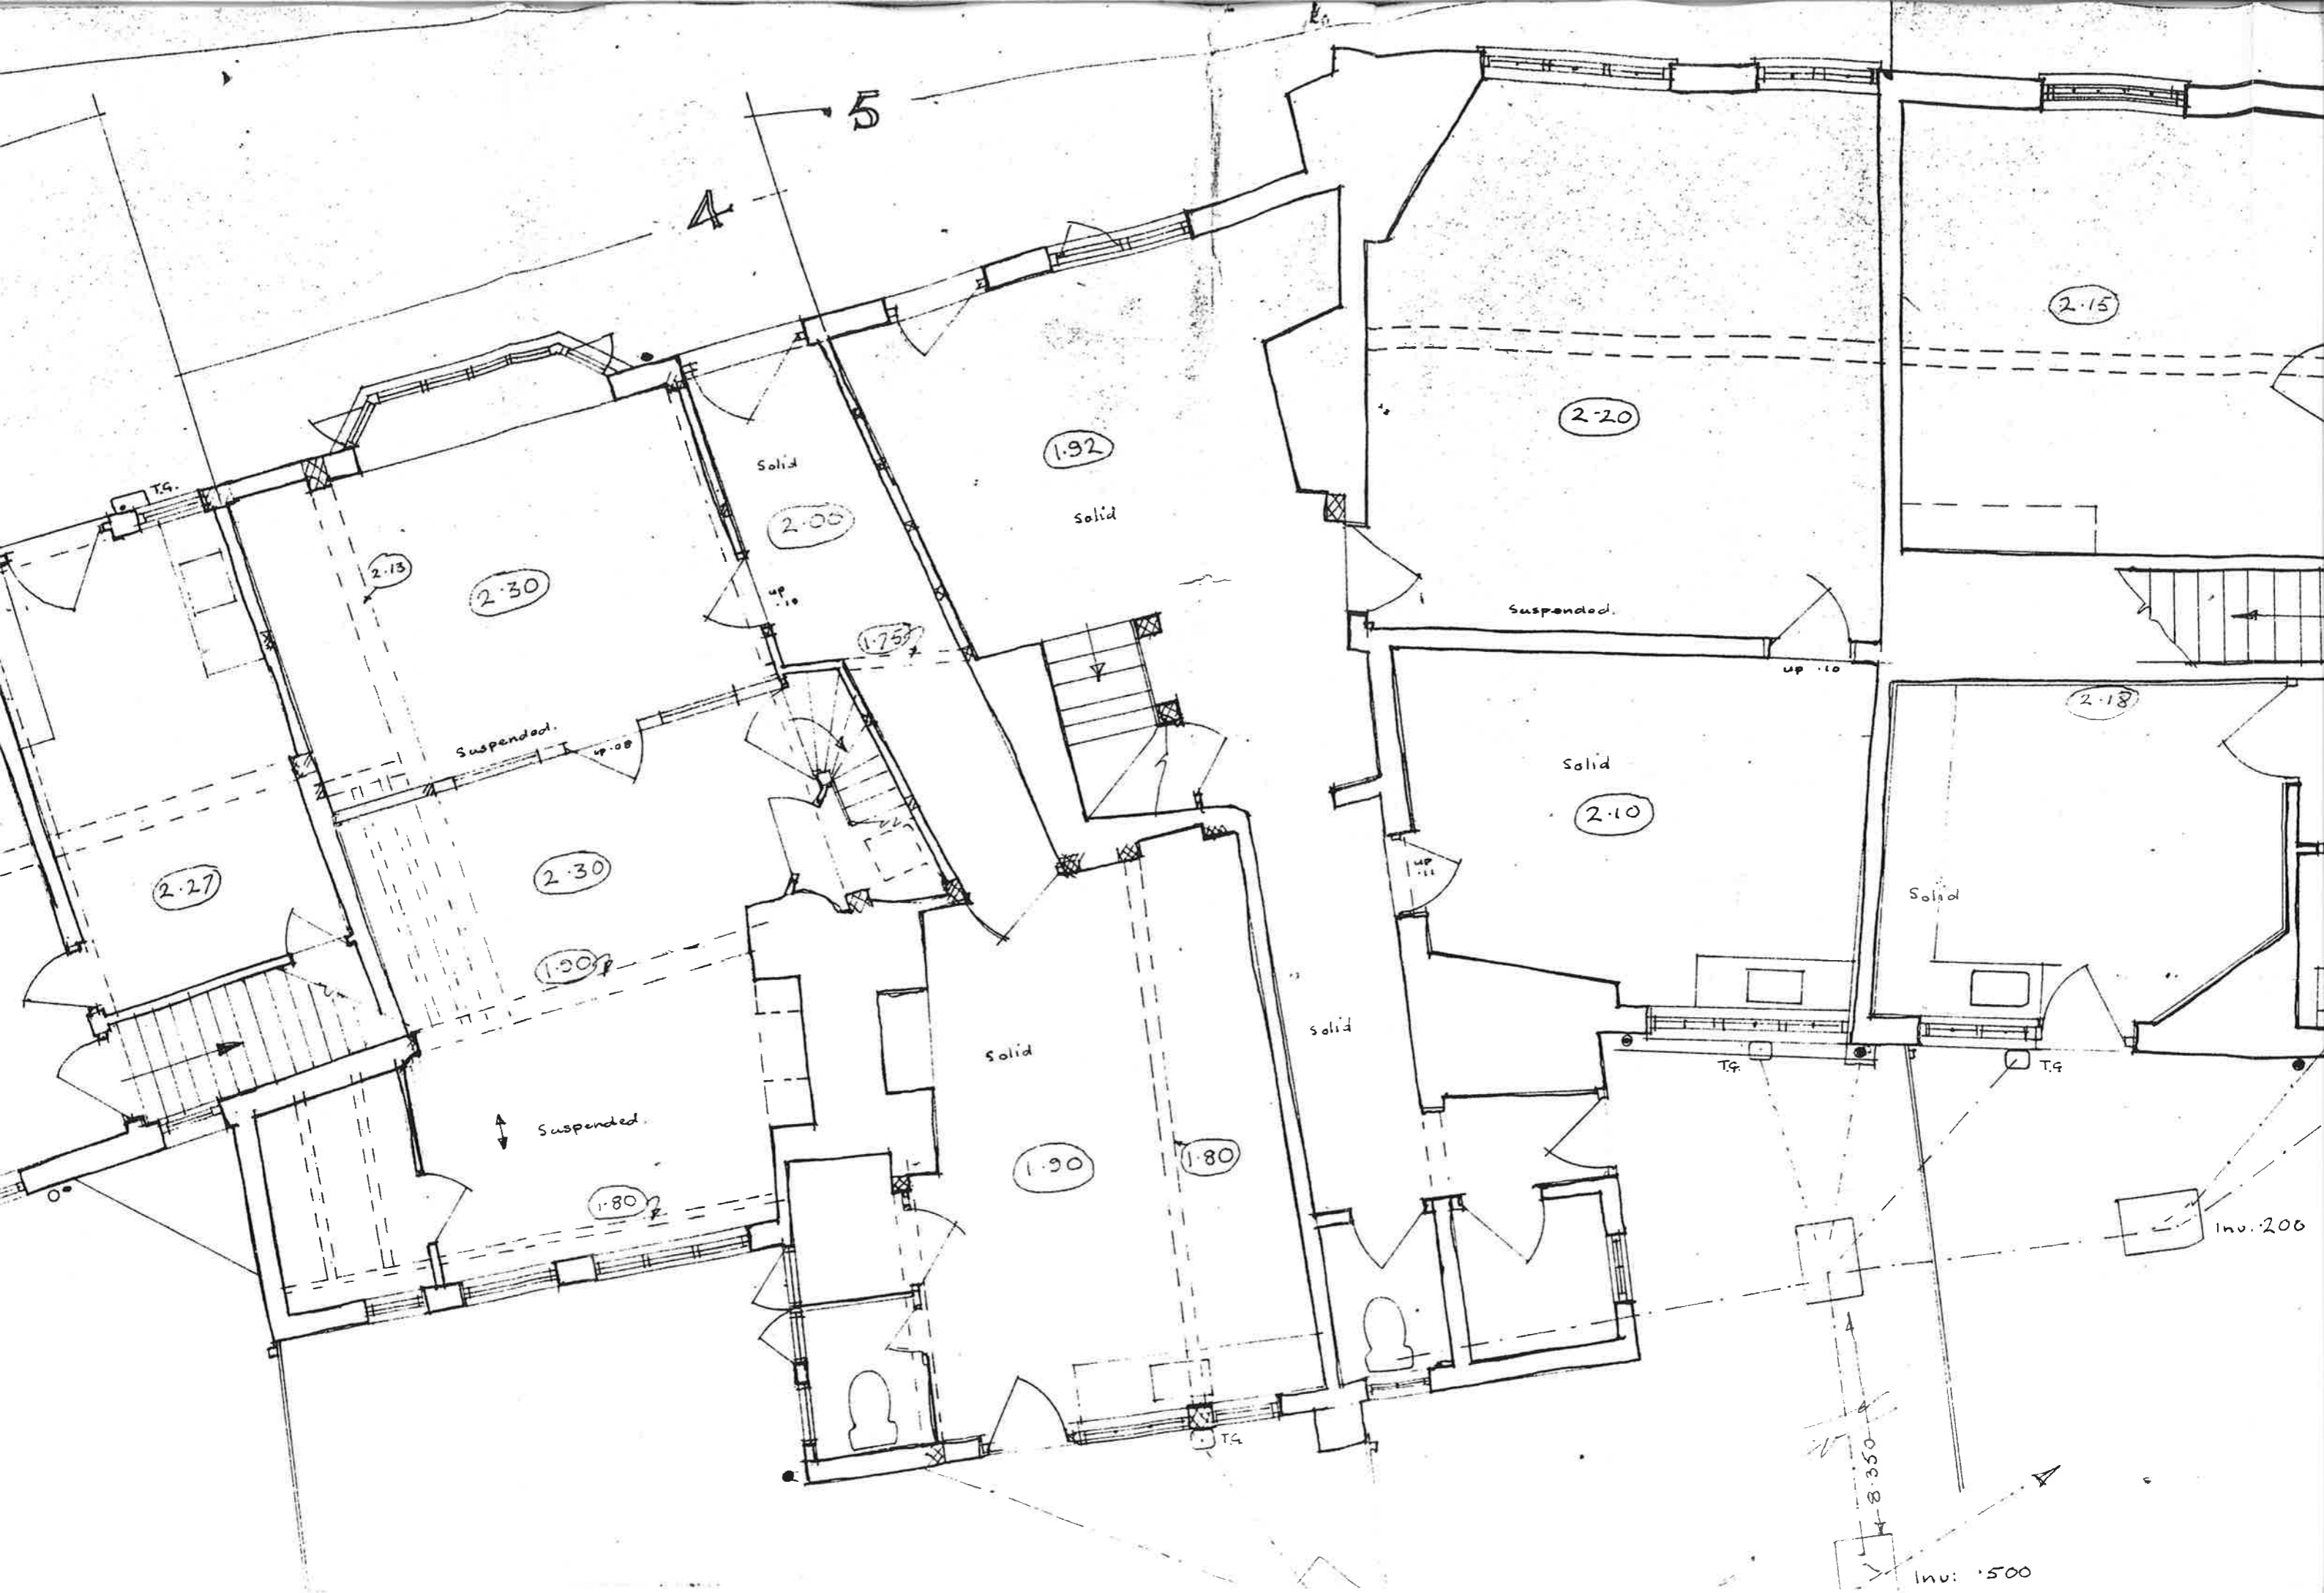 5
4
2.15
2.20
1.92
Solid
T.G.
2.00
Solid
2.13
2.30
up .10
Suspended.
1.75
up .10
2.18
Suspended.
up .08
Solid
2.10
2.30
2.27
up .11
Solid
1.90
Solid
Solid
T.G.
T.G.
Suspended.
1.90
1.80
1.80
Inv. .200
T.G.
8.350
Inv: .500